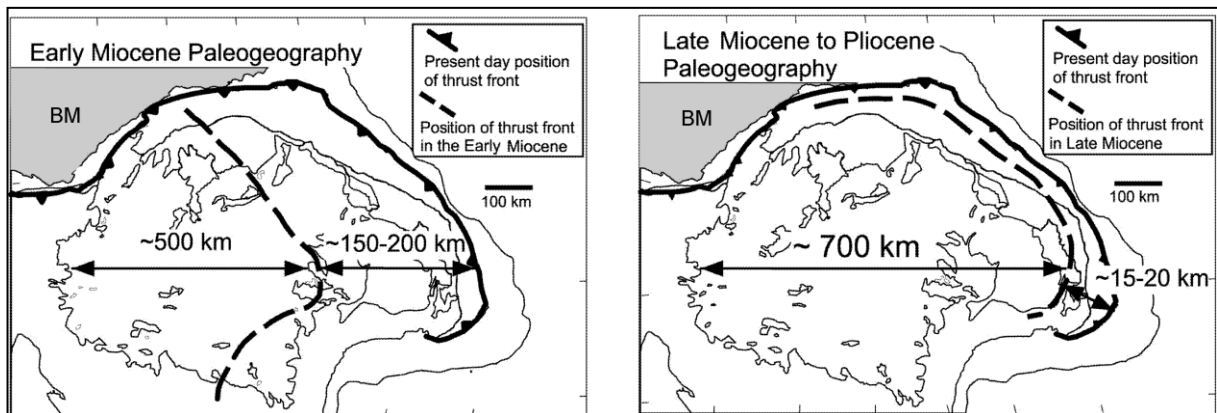 Early Miocene Paleogeography
Present day position
of thrust front
Position of thrust front
in the Early Miocene
BM
100 km
~500 km
~150-200 km
Late Miocene to Pliocene
Paleogeography
Present day position
of thrust front
Position of thrust front
in Late Miocene
BM
100 km
~ 700 km
~15-20 km